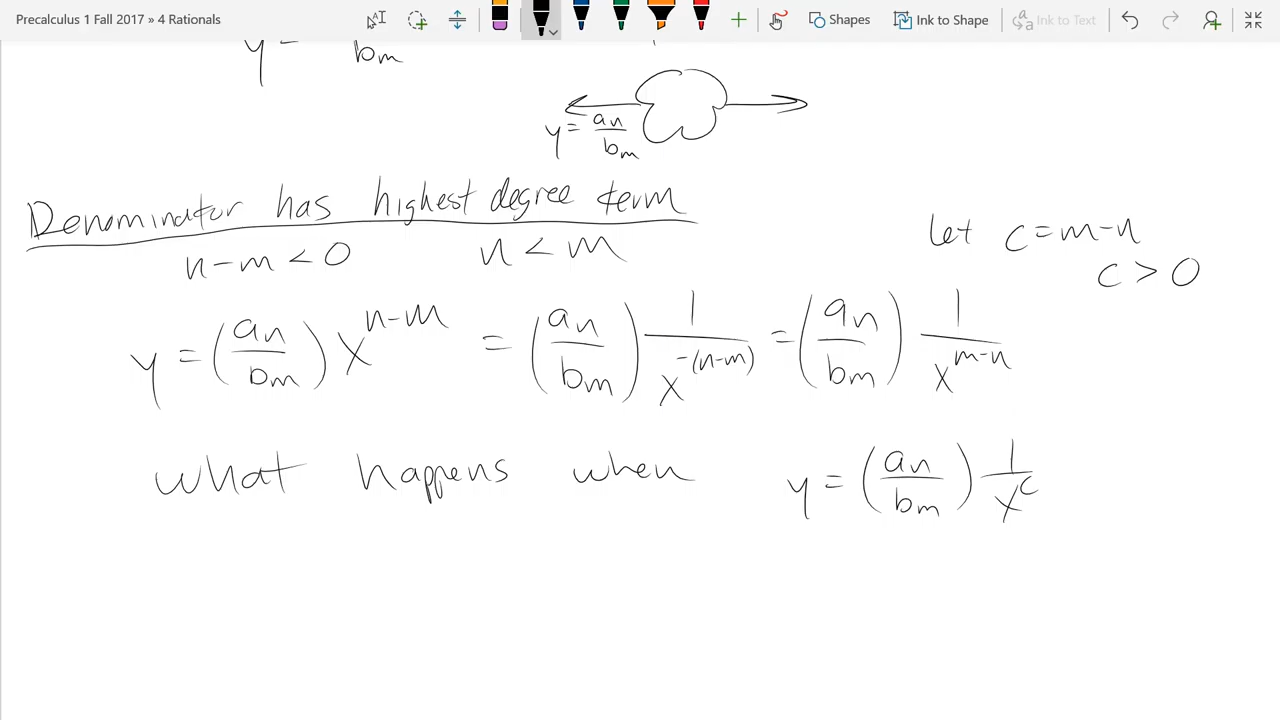 Precalculus 1 Fall 2017 » 4 Rationals
Shapes
Ink to Shape
Ink to Text
y = bm
y = an/bm
Denominator has highest degree term
n-m < 0 n < m
let c = m-n
c > 0
y = (an/bm) x^(n-m) = (an/bm) 1/x^(-(n-m)) = (an/bm) 1/x^(m-n)
what happens when y = (an/bm) 1/x^c